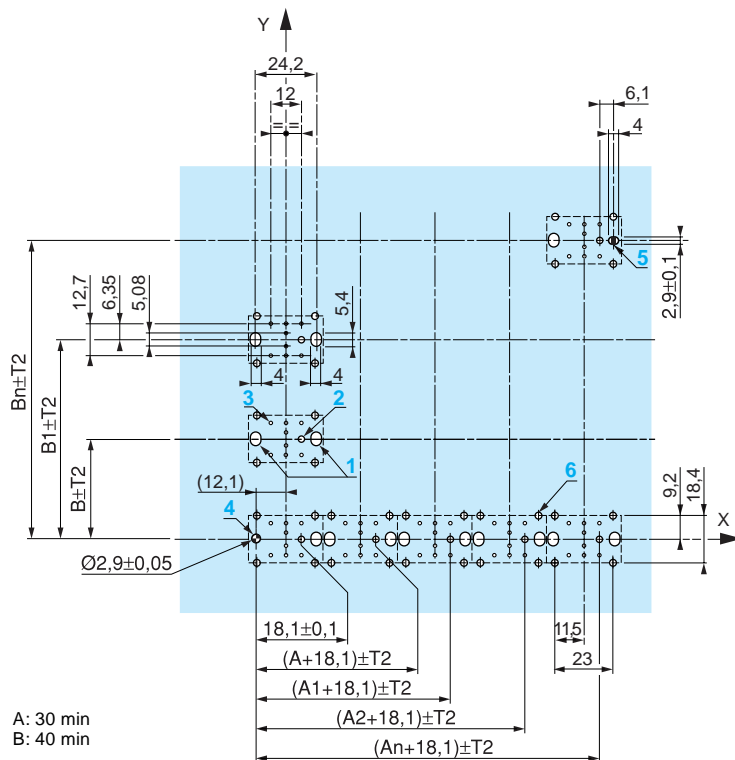 Y
24,2
12
=
=
6,1
4
5
2,9±0,1
12,7
6,35
5,08
5,4
4
4
Bn±T2
B1±T2
B±T2
3
2
1
(12,1)
4
6
9,2
18,4
X
Ø2,9±0,05
18,1±0,1
11,5
(A+18,1)±T2
23
(A1+18,1)±T2
(A2+18,1)±T2
A: 30 min
B: 40 min
(An+18,1)±T2